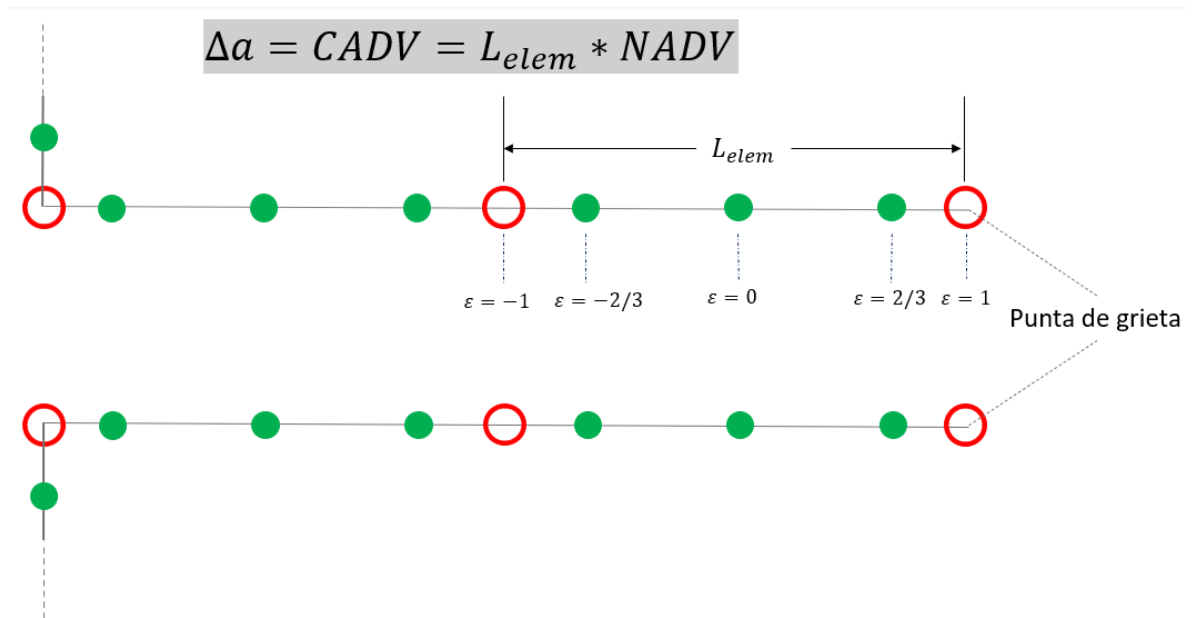 Δa = CADV = L_elem * NADV
L_elem
ε = −1 ε = −2/3 ε = 0 ε = 2/3 ε = 1
Punta de grieta